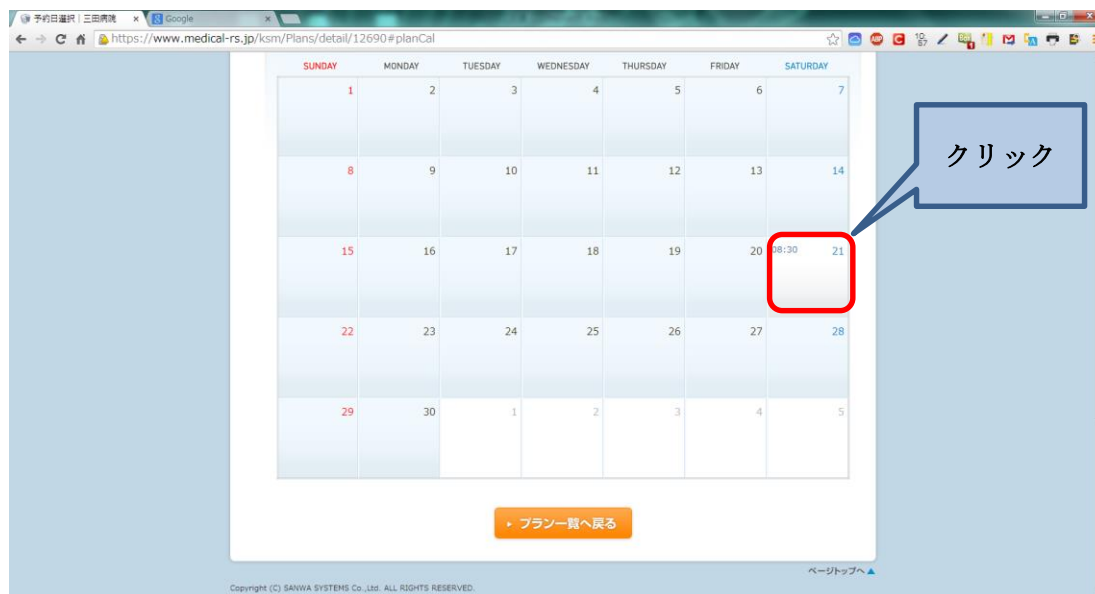 予約日選択 | 三田病院
Google
https://www.medical-rs.jp/ksm/Plans/detail/12690#planCal
SUNDAY MONDAY TUESDAY WEDNESDAY THURSDAY FRIDAY SATURDAY
1 2 3 4 5 6 7
8 9 10 11 12 13 14
15 16 17 18 19 20 08:30 21
22 23 24 25 26 27 28
29 30 1 2 3 4 5
クリック
プラン一覧へ戻る
ページトップへ▲
Copyright (C) SANWA SYSTEMS Co.,Ltd. ALL RIGHTS RESERVED.